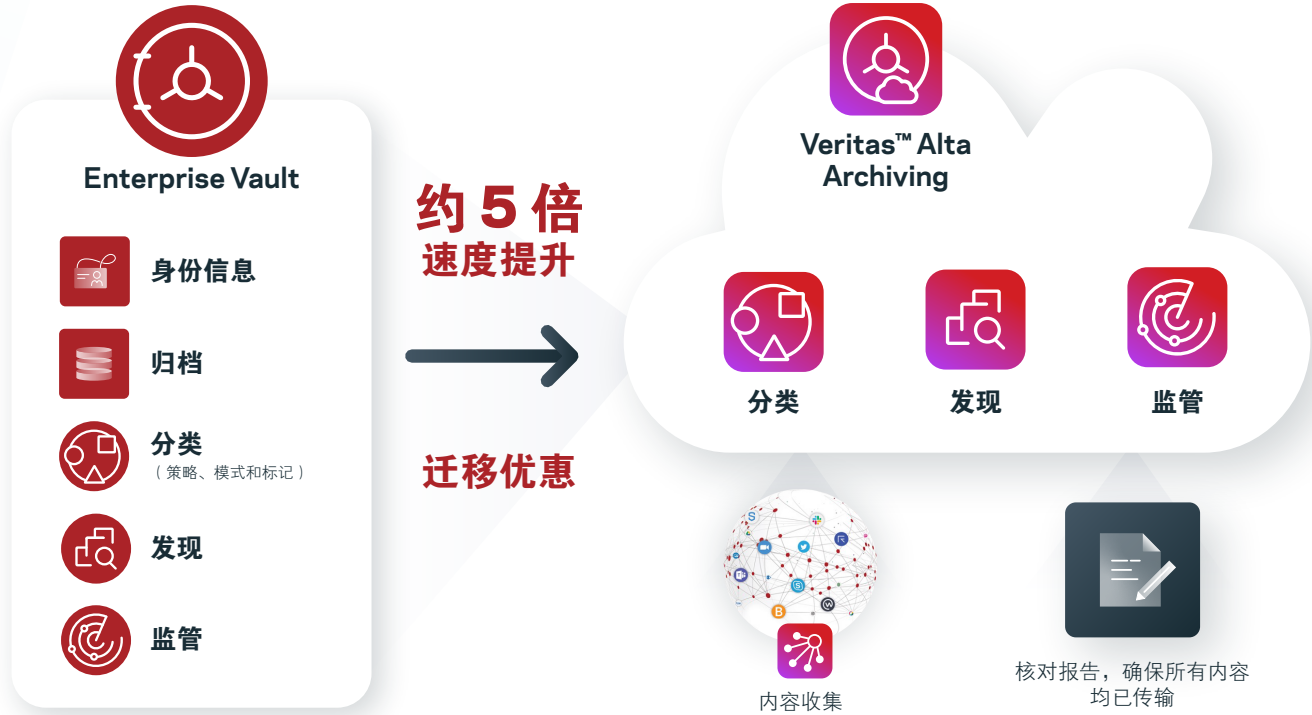 Enterprise Vault
身份信息
归档
分类
（策略、模式和标记）
发现
监管
约 5 倍
速度提升
迁移优惠
Veritas™ Alta
Archiving
分类
发现
监管
内容收集
核对报告，确保所有内容
均已传输